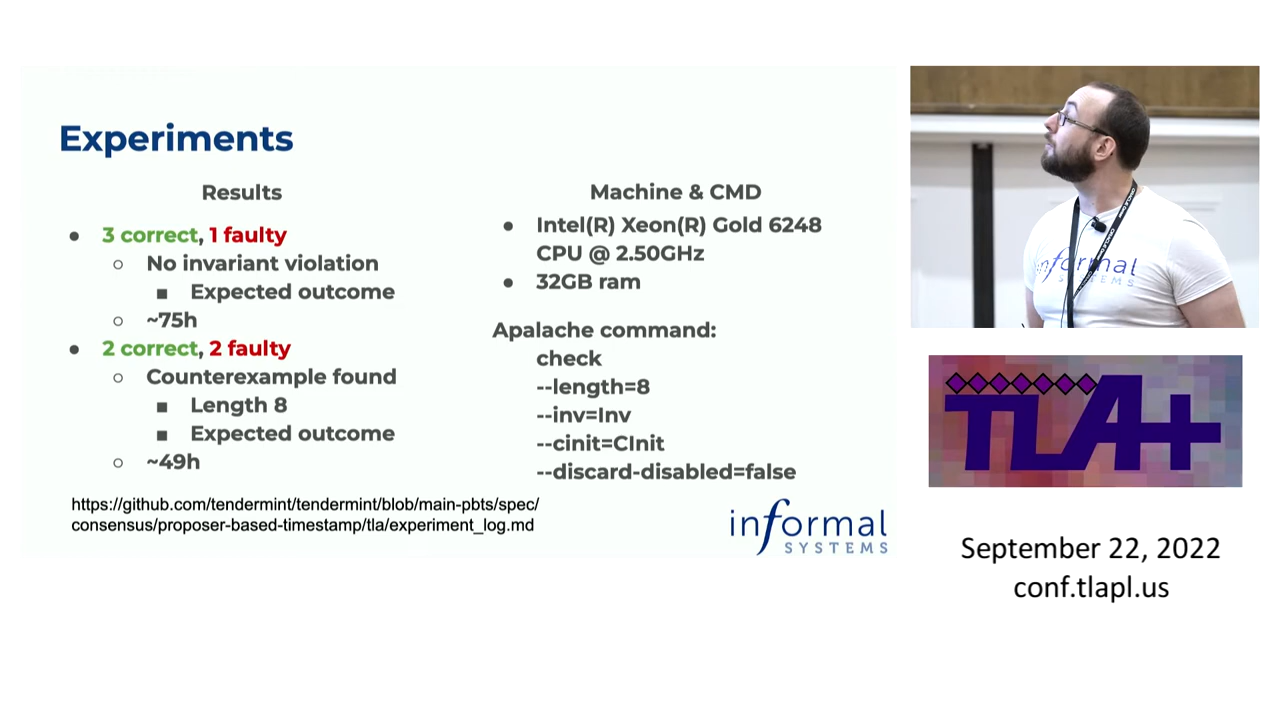 Experiments
Results
● 3 correct, 1 faulty
○ No invariant violation
■ Expected outcome
○ ~75h
● 2 correct, 2 faulty
○ Counterexample found
■ Length 8
■ Expected outcome
○ ~49h
https://github.com/tendermint/tendermint/blob/main-pbts/spec/
consensus/proposer-based-timestamp/tla/experiment_log.md
Machine & CMD
● Intel(R) Xeon(R) Gold 6248
CPU @ 2.50GHz
● 32GB ram
Apalache command:
check
--length=8
--inv=Inv
--cinit=CInit
--discard-disabled=false
informal
SYSTEMS
informal
SYSTEMS
TLA+
September 22, 2022
conf.tlapl.us